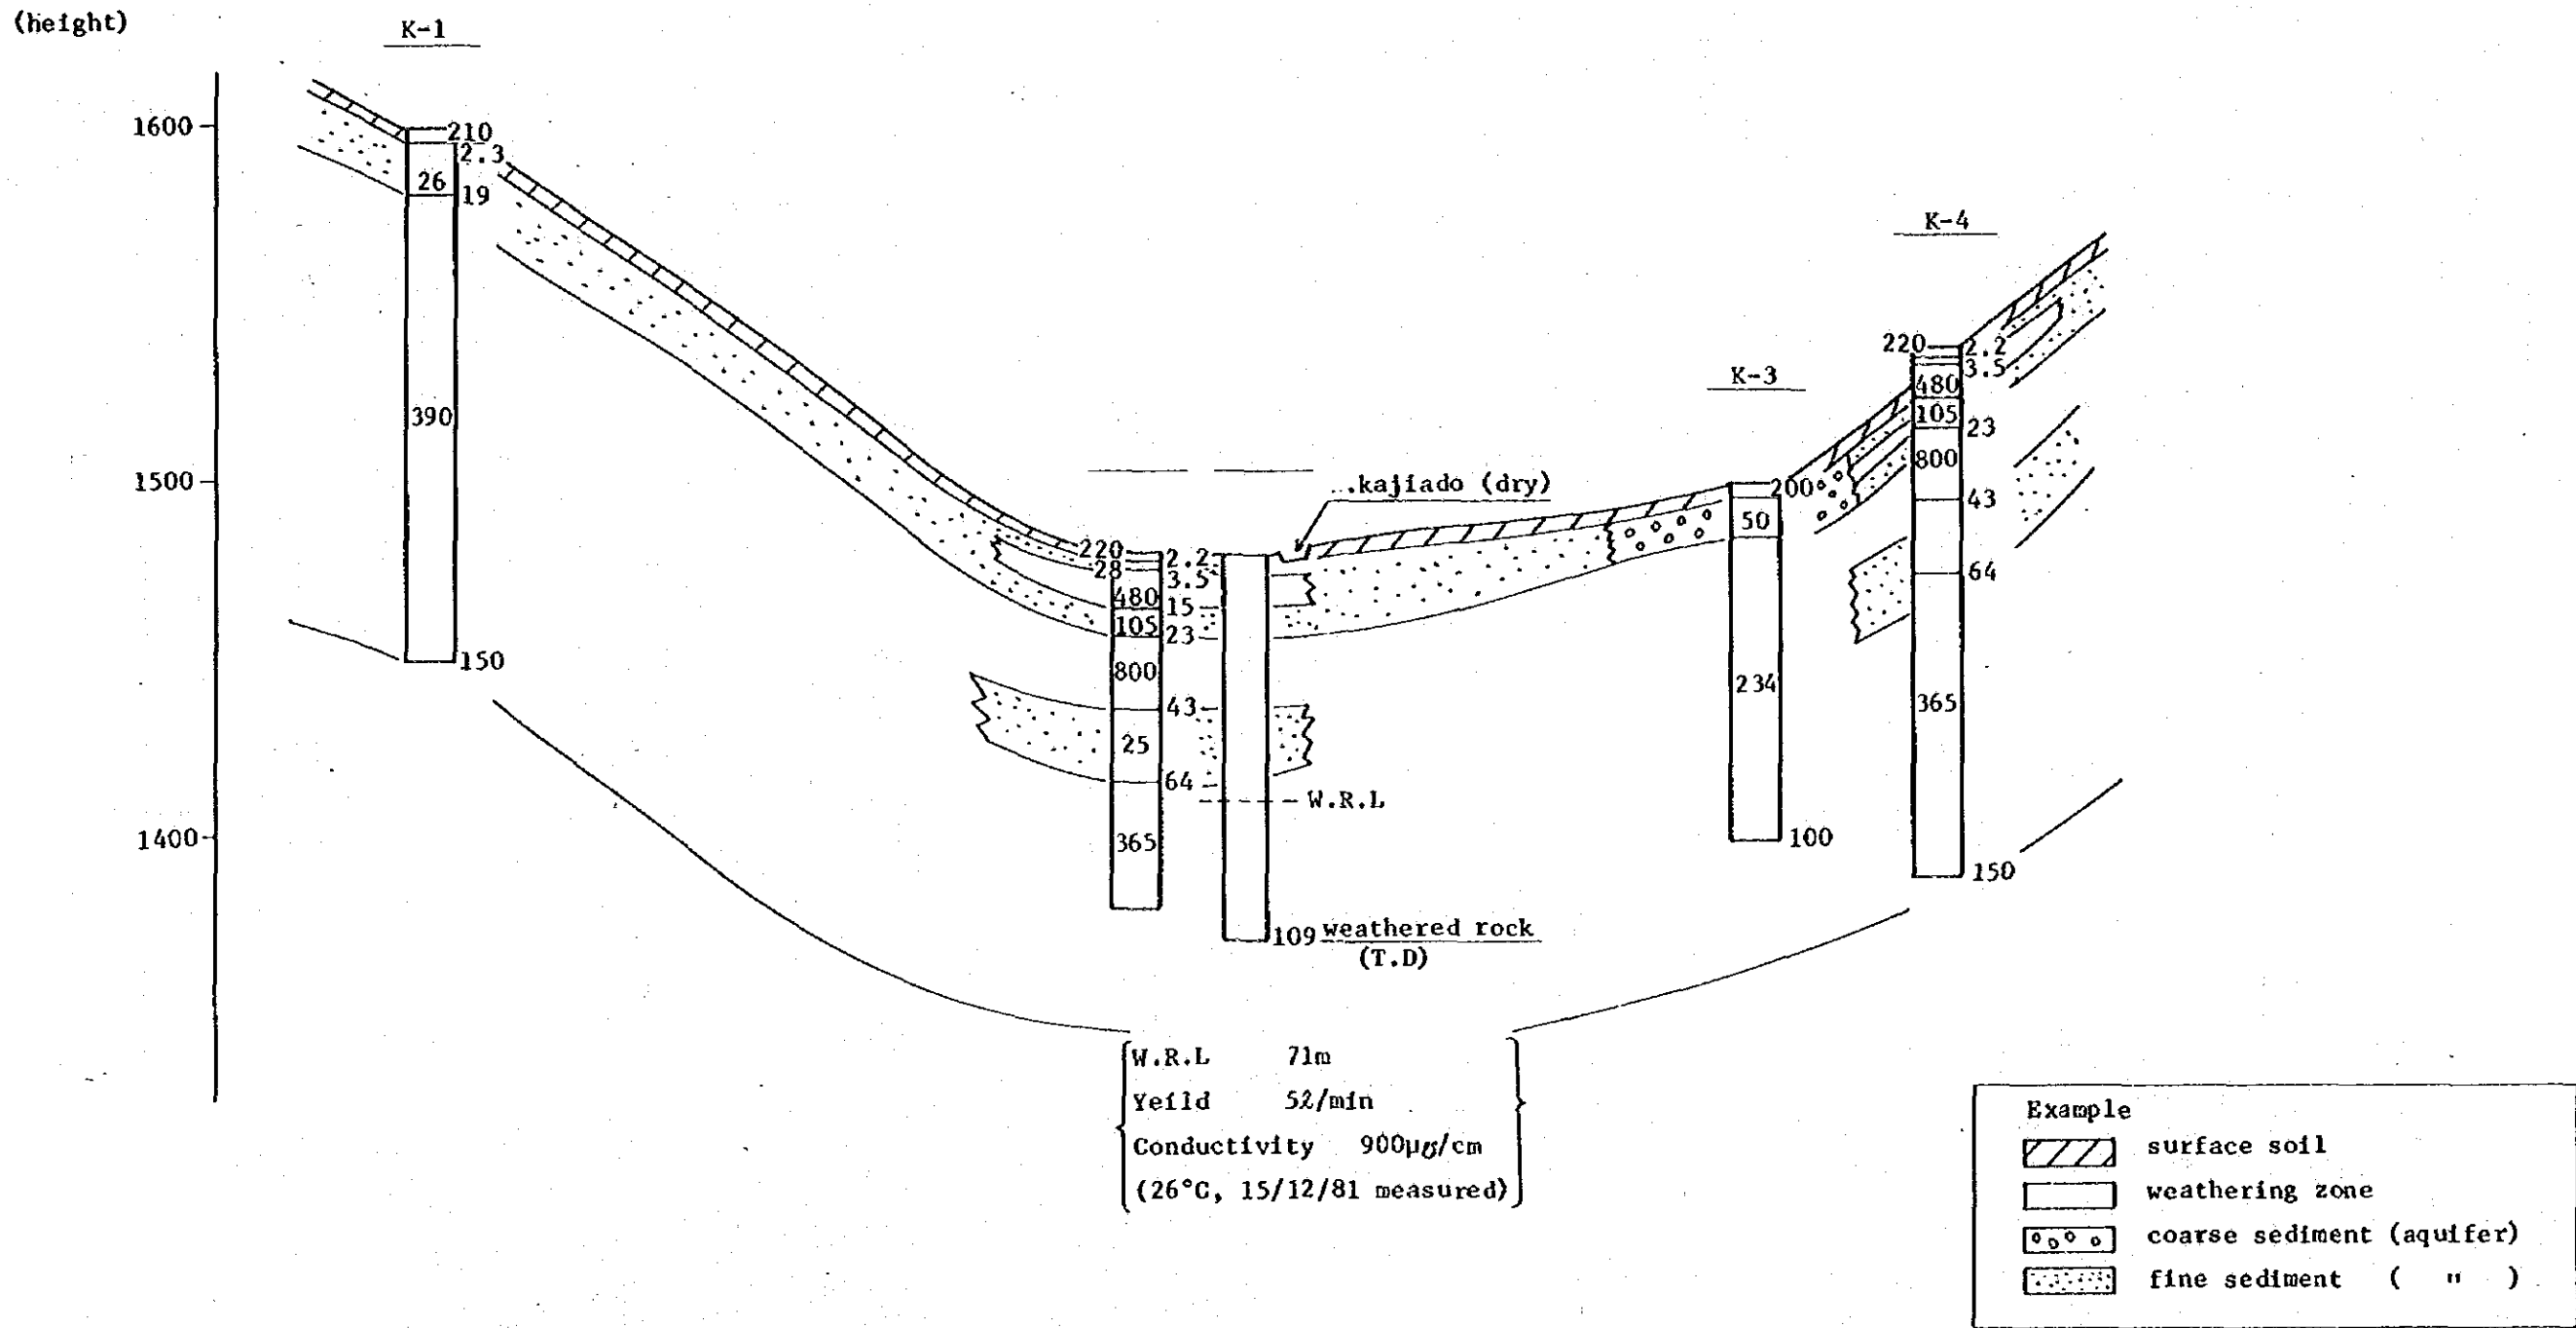 (height)
K-1
1600
210
2.3
26
19
390
150
1500
1400
220
2.2
28
3.5
480
15
105
23
800
43
25
64
365
W.R.L
109 weathered rock
(T.D)
..kajiado (dry)
K-3
200
50
234
100
K-4
220
2.2
3.5
480
105
23
800
43
64
365
150
W.R.L 71m
Yeild 5ℓ/min
Conductivity 900μ℧/cm
(26°C, 15/12/81 measured)
Example
surface soil
weathering zone
coarse sediment (aquifer)
fine sediment ( " )